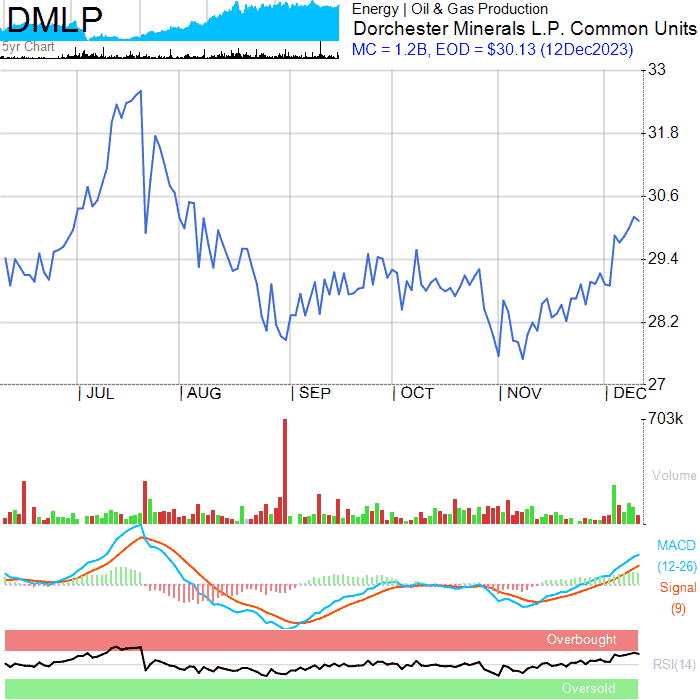 DMLP
5yr Chart
Energy | Oil & Gas Production
Dorchester Minerals L.P. Common Units
MC = 1.2B, EOD = $30.13 (12Dec2023)
33
31.8
30.6
29.4
28.2
27
JUL
AUG
SEP
OCT
NOV
DEC
703k
Volume
MACD
(12-26)
Signal
(9)
Overbought
RSI(14)
Oversold